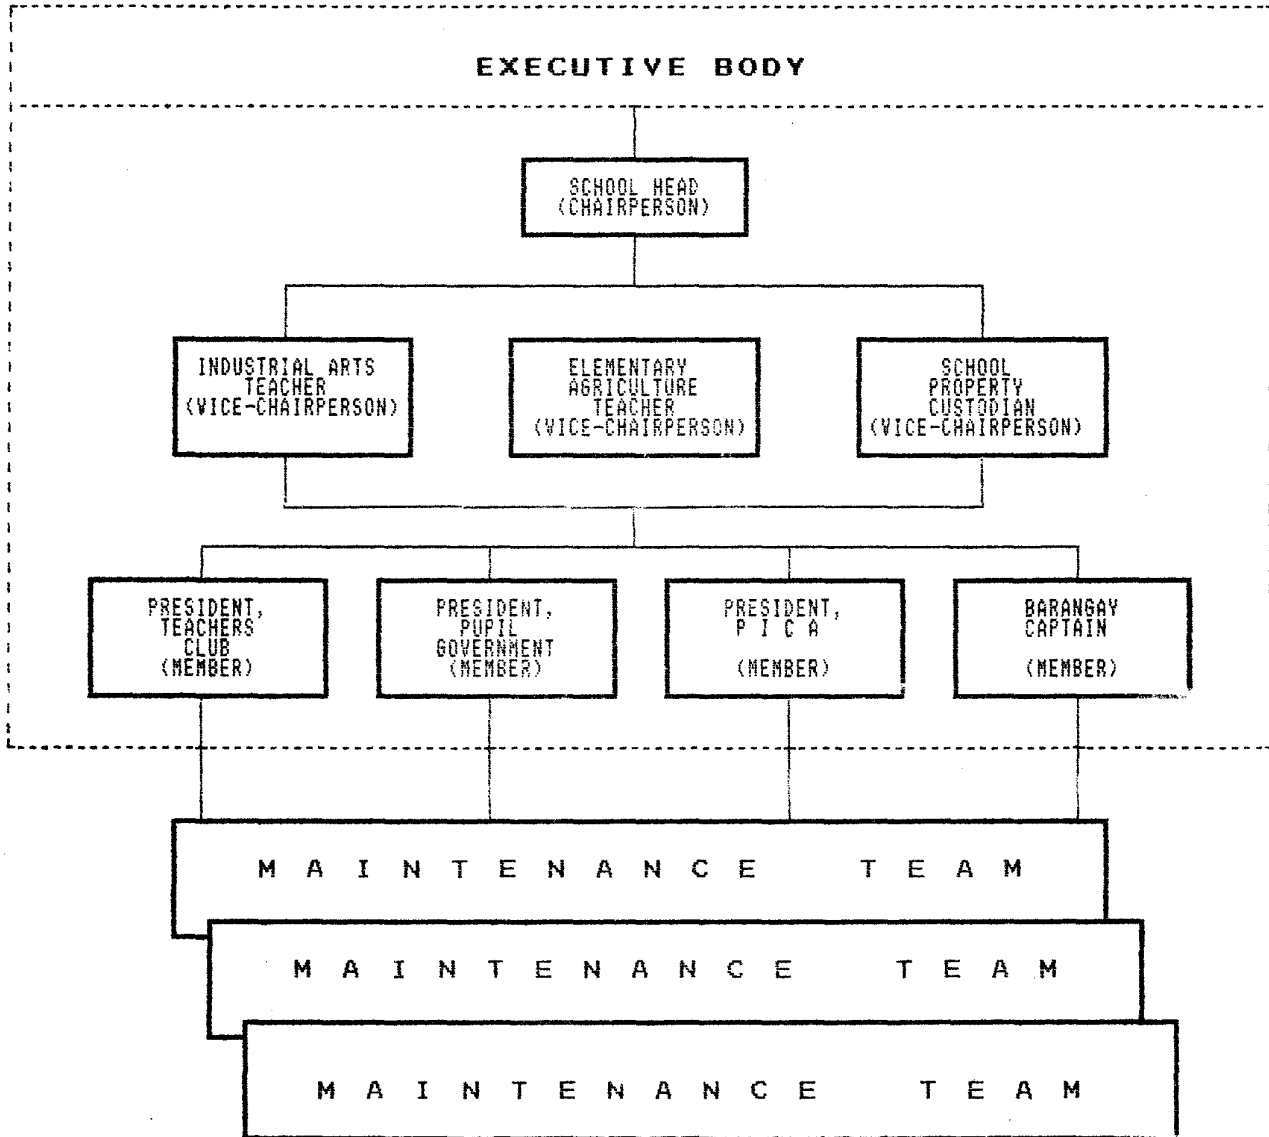 EXECUTIVE BODY
SCHOOL HEAD
(CHAIRPERSON)
INDUSTRIAL ARTS
TEACHER
(VICE-CHAIRPERSON)
ELEMENTARY
AGRICULTURE
TEACHER
(VICE-CHAIRPERSON)
SCHOOL
PROPERTY
CUSTODIAN
(VICE-CHAIRPERSON)
PRESIDENT,
TEACHERS
CLUB
(MEMBER)
PRESIDENT,
PUPIL
GOVERNMENT
(MEMBER)
PRESIDENT,
P I C A
(MEMBER)
BARANGAY
CAPTAIN
(MEMBER)
M A I N T E N A N C E T E A M
M A I N T E N A N C E T E A M
M A I N T E N A N C E T E A M